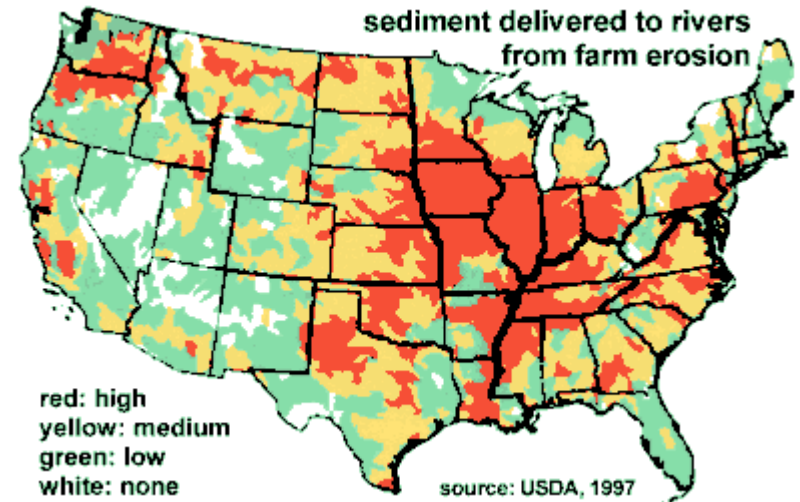 sediment delivered to rivers
from farm erosion
red: high
yellow: medium
green: low
white: none
source: USDA, 1997